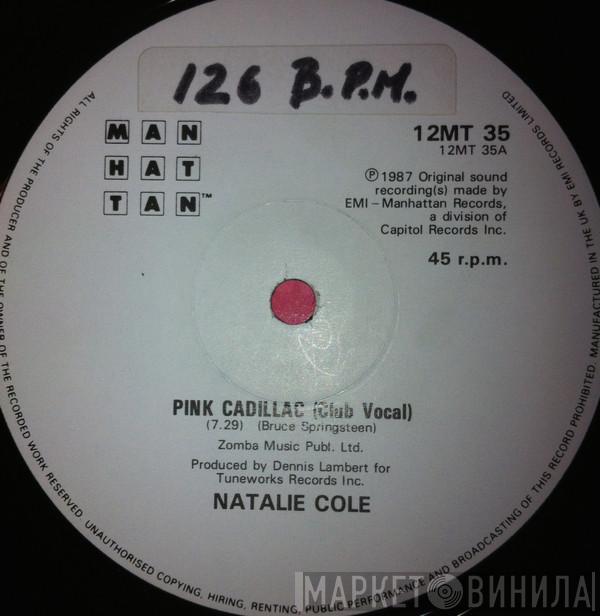 126 B.P.M.
MAN
HAT
TAN™
12MT 35
12MT 35A
Ⓟ 1987 Original sound
recording(s) made by
EMI – Manhattan Records,
a division of
Capitol Records Inc.
45 r.p.m.
PINK CADILLAC (Club Vocal)
(7.29) (Bruce Springsteen)
Zomba Music Publ. Ltd.
Produced by Dennis Lambert for
Tuneworks Records Inc.
NATALIE COLE
ALL RIGHTS OF THE PRODUCER AND OF THE OWNER OF THE RECORDED WORK RESERVED. UNAUTHORISED COPYING, HIRING, RENTING, PUBLIC PERFORMANCE AND BROADCASTING OF THIS RECORD PROHIBITED. MANUFACTURED IN THE UK BY EMI RECORDS LIMITED
МАРКЕТ ВИНИЛА